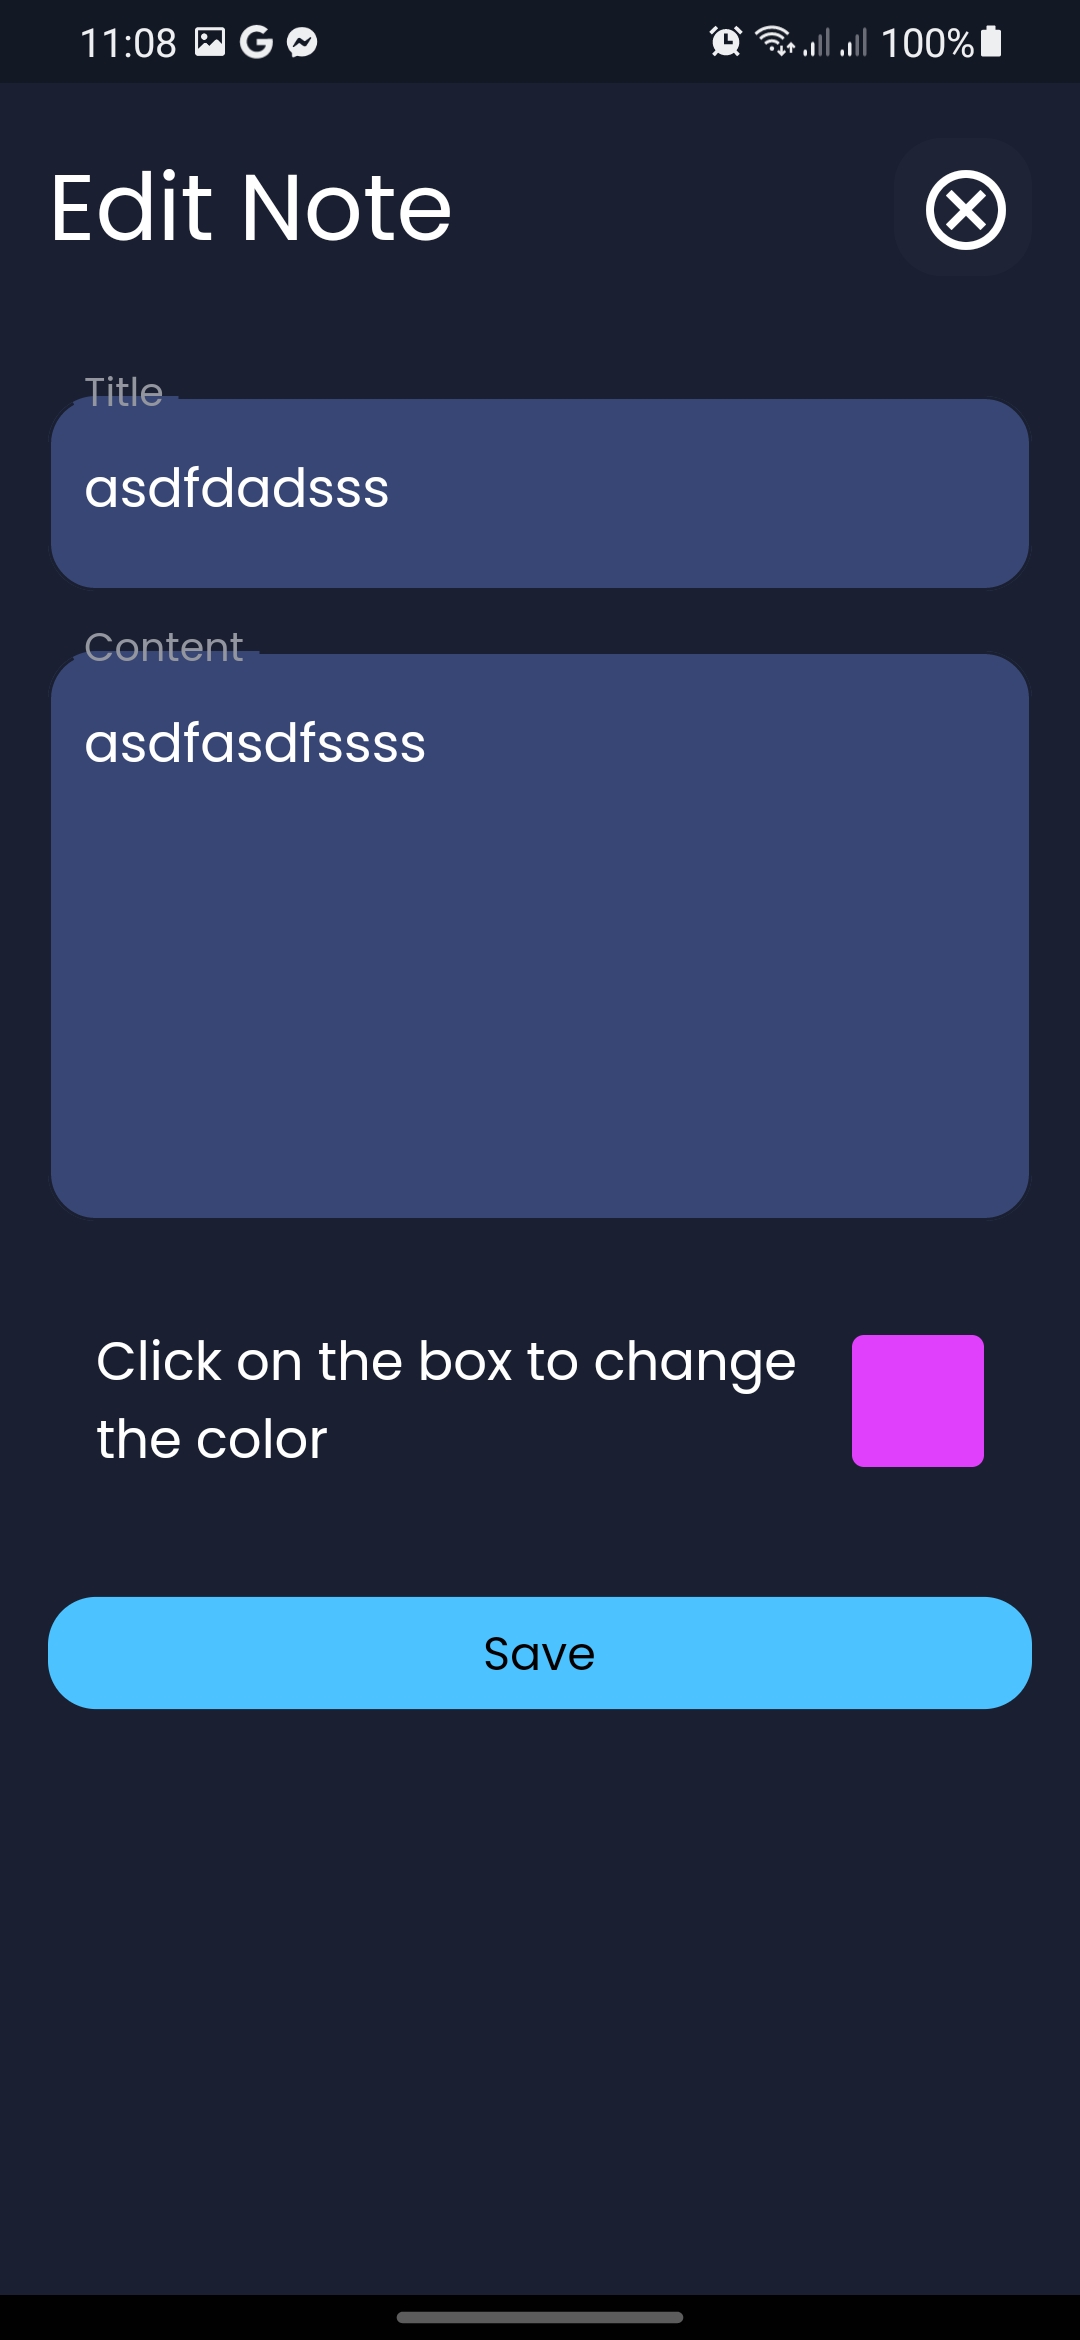 11:08 100%
Edit Note
Title
asdfdadsss
Content
asdfasdfssss
Click on the box to change
the color
Save